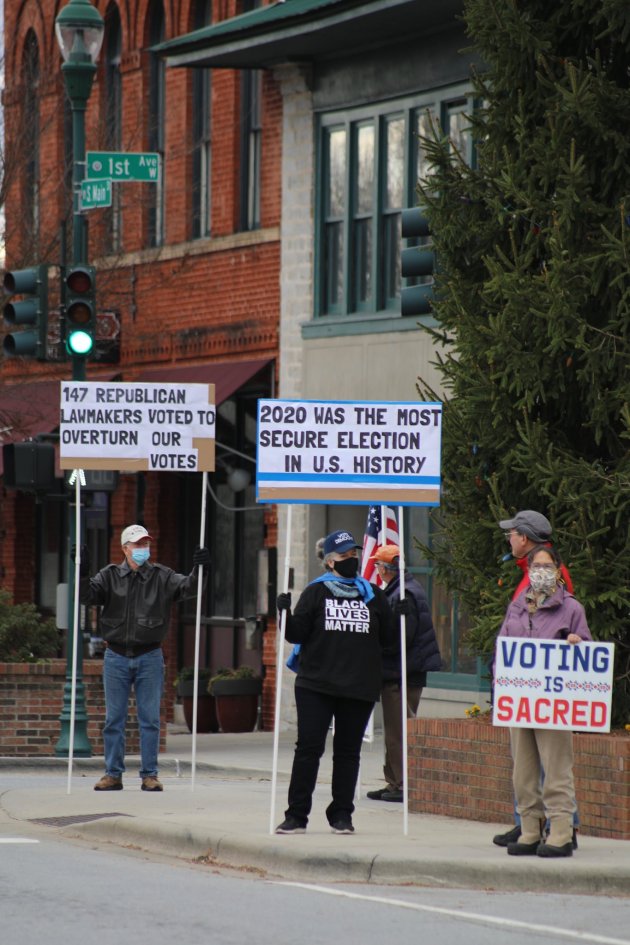 1st Ave
W
S. Main
147 REPUBLICAN
LAWMAKERS VOTED TO
OVERTURN OUR
VOTES
2020 WAS THE MOST
SECURE ELECTION
IN U.S. HISTORY
BLACK
LIVES
MATTER
VOTING
IS
SACRED